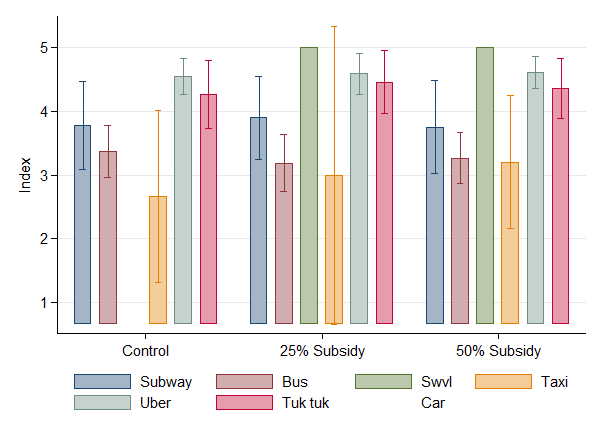 5
4
3
2
1
Index
Control 25% Subsidy 50% Subsidy
Subway Bus Swvl Taxi
Uber Tuk tuk Car